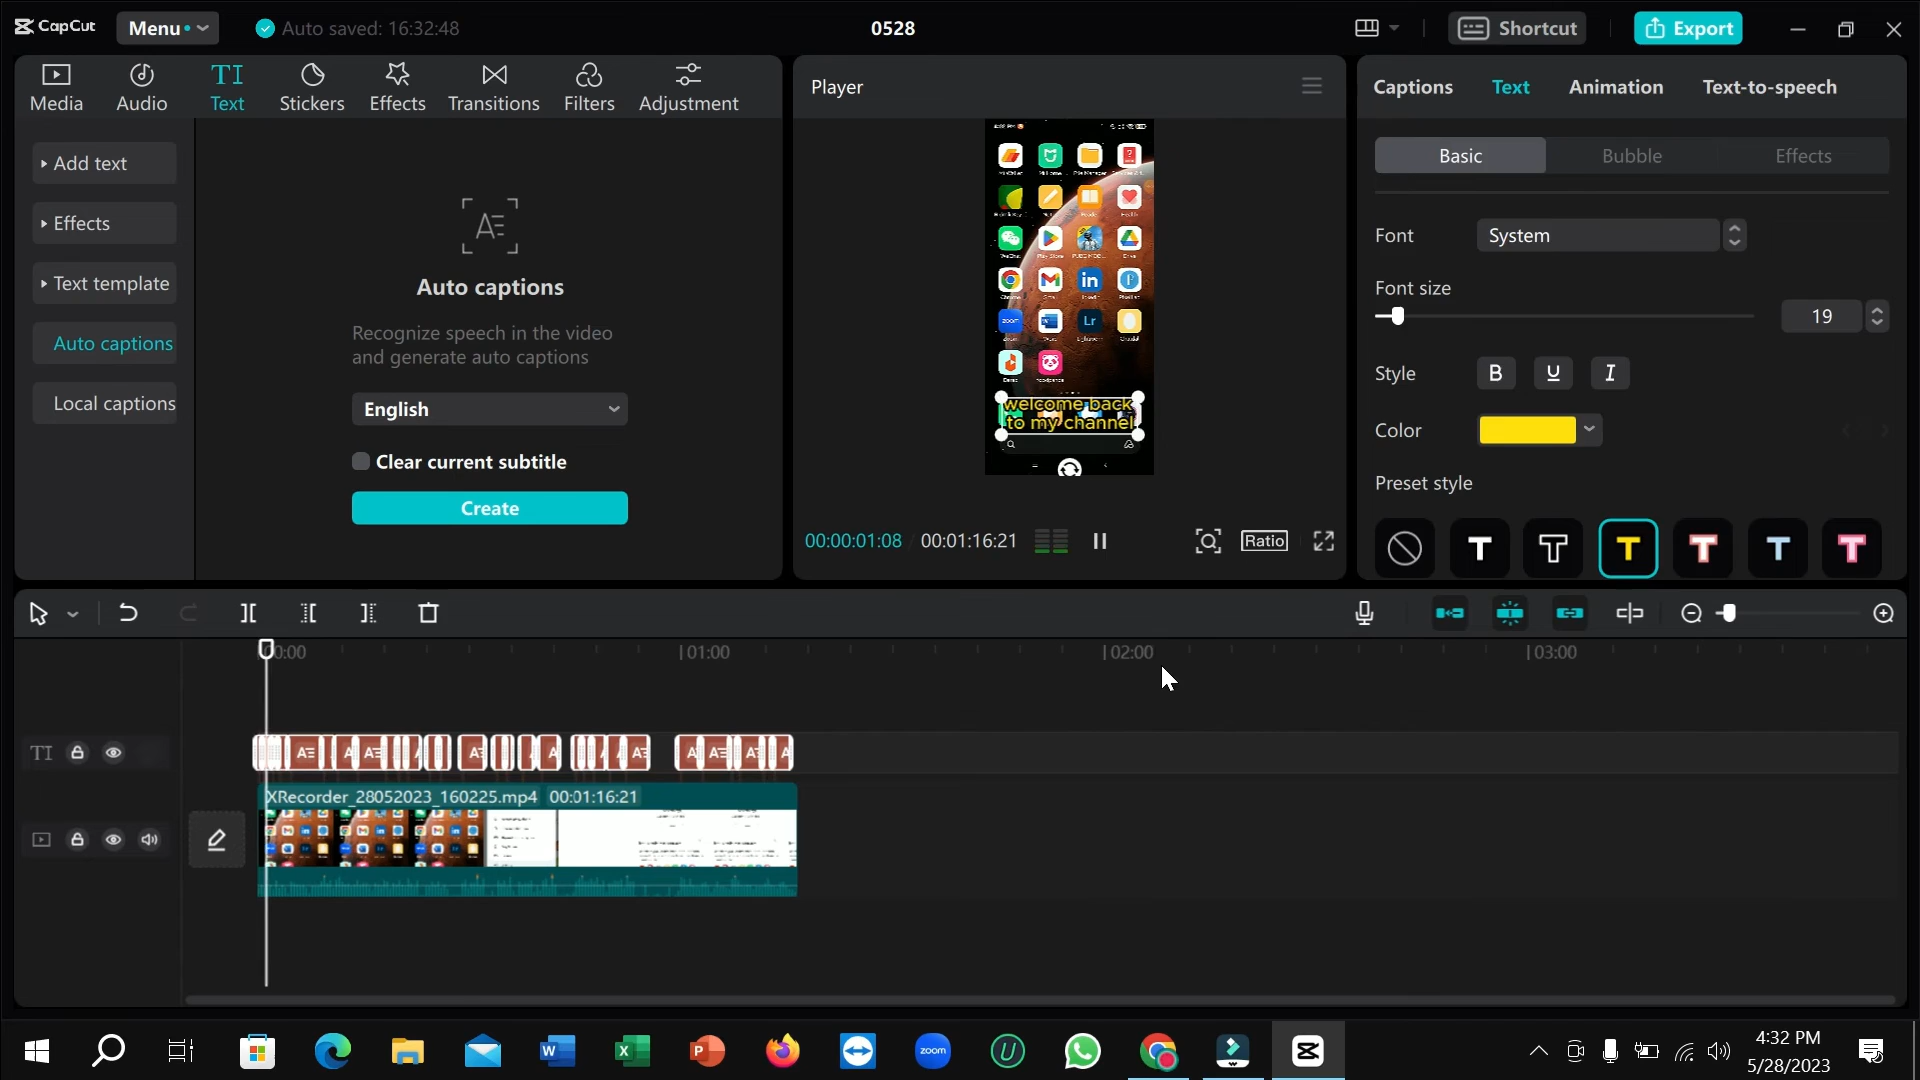 CapCut
Menu
Auto saved: 16:32:48
0528
Shortcut
Export
Media
Audio
TI
Text
Stickers
Effects
Transitions
Filters
Adjustment
Add text
Effects
Text template
Auto captions
Local captions
Auto captions
Recognize speech in the video
and generate auto captions
English
Clear current subtitle
Create
Player
welcome back
to my channel
00:00:01:08
00:01:16:21
Ratio
Captions
Text
Animation
Text-to-speech
Basic
Bubble
Effects
Font
System
Font size
19
Style
B
U
I
Color
Preset style
T
T
T
T
T
T
00:00
01:00
02:00
03:00
TI
XRecorder_28052023_160225.mp4
00:01:16:21
zoom
4:32 PM
5/28/2023